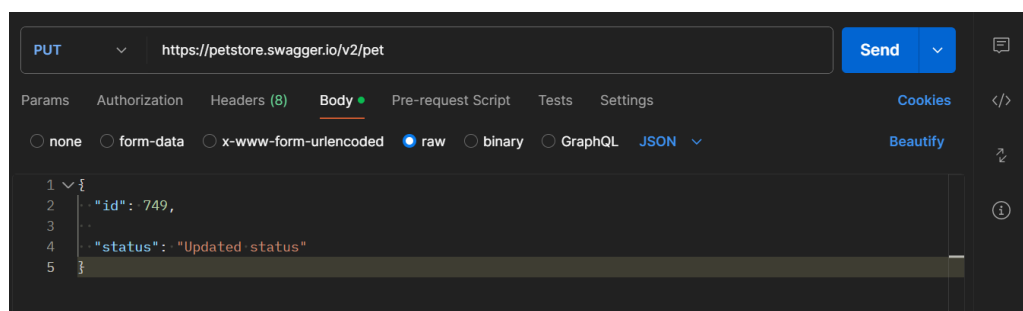 PUT https://petstore.swagger.io/v2/pet Send
Params Authorization Headers (8) Body Pre-request Script Tests Settings Cookies
none form-data x-www-form-urlencoded raw binary GraphQL JSON Beautify
1 {
2 "id": 749,
3
4 "status": "Updated status"
5 }